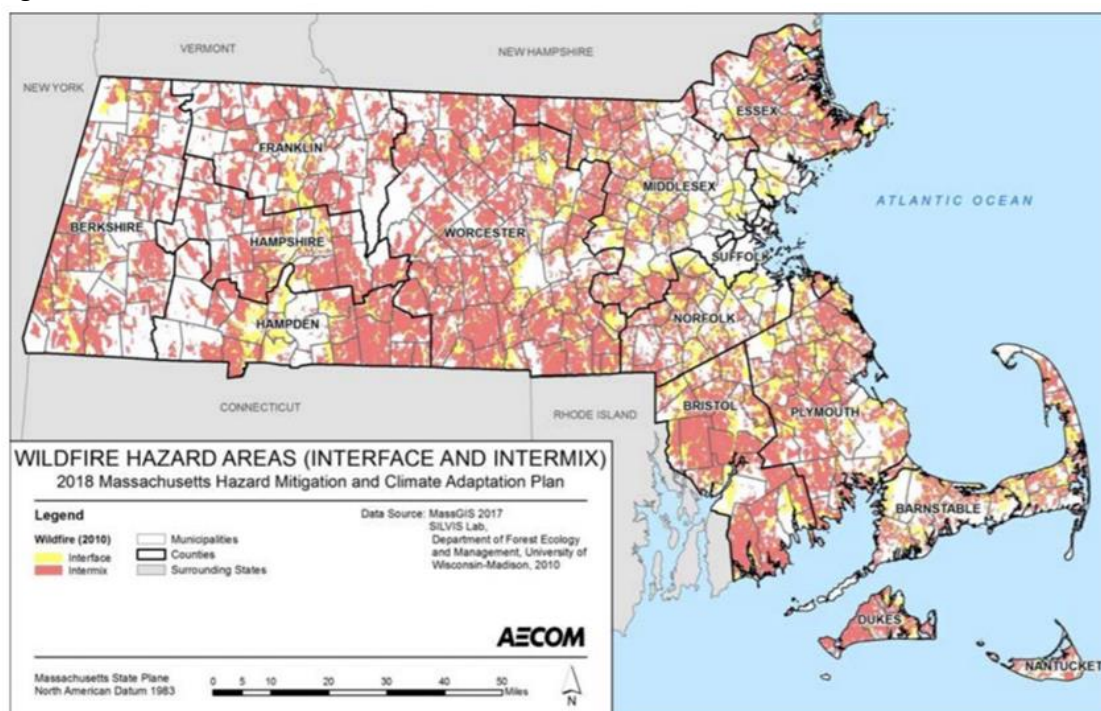 VERMONT
NEW HAMPSHIRE
NEW YORK
ESSEX
FRANKLIN
MIDDLESEX
ATLANTIC OCEAN
BERKSHIRE
HAMPSHIRE
WORCESTER
SUFFOLK
NORFOLK
HAMPDEN
CONNECTICUT
RHODE ISLAND
BRISTOL
PLYMOUTH
BARNSTABLE
DUKES
NANTUCKET
WILDFIRE HAZARD AREAS (INTERFACE AND INTERMIX)
2018 Massachusetts Hazard Mitigation and Climate Adaptation Plan
Legend
Wildfire (2010)
Interface
Intermix
Municipalities
Counties
Surrounding States
Data Source: MassGIS 2017
SILVIS Lab,
Department of Forest Ecology
and Management, University of
Wisconsin-Madison, 2010
AECOM
Massachusetts State Plane
North American Datum 1983
0 5 10 20 30 40 50
Miles
N